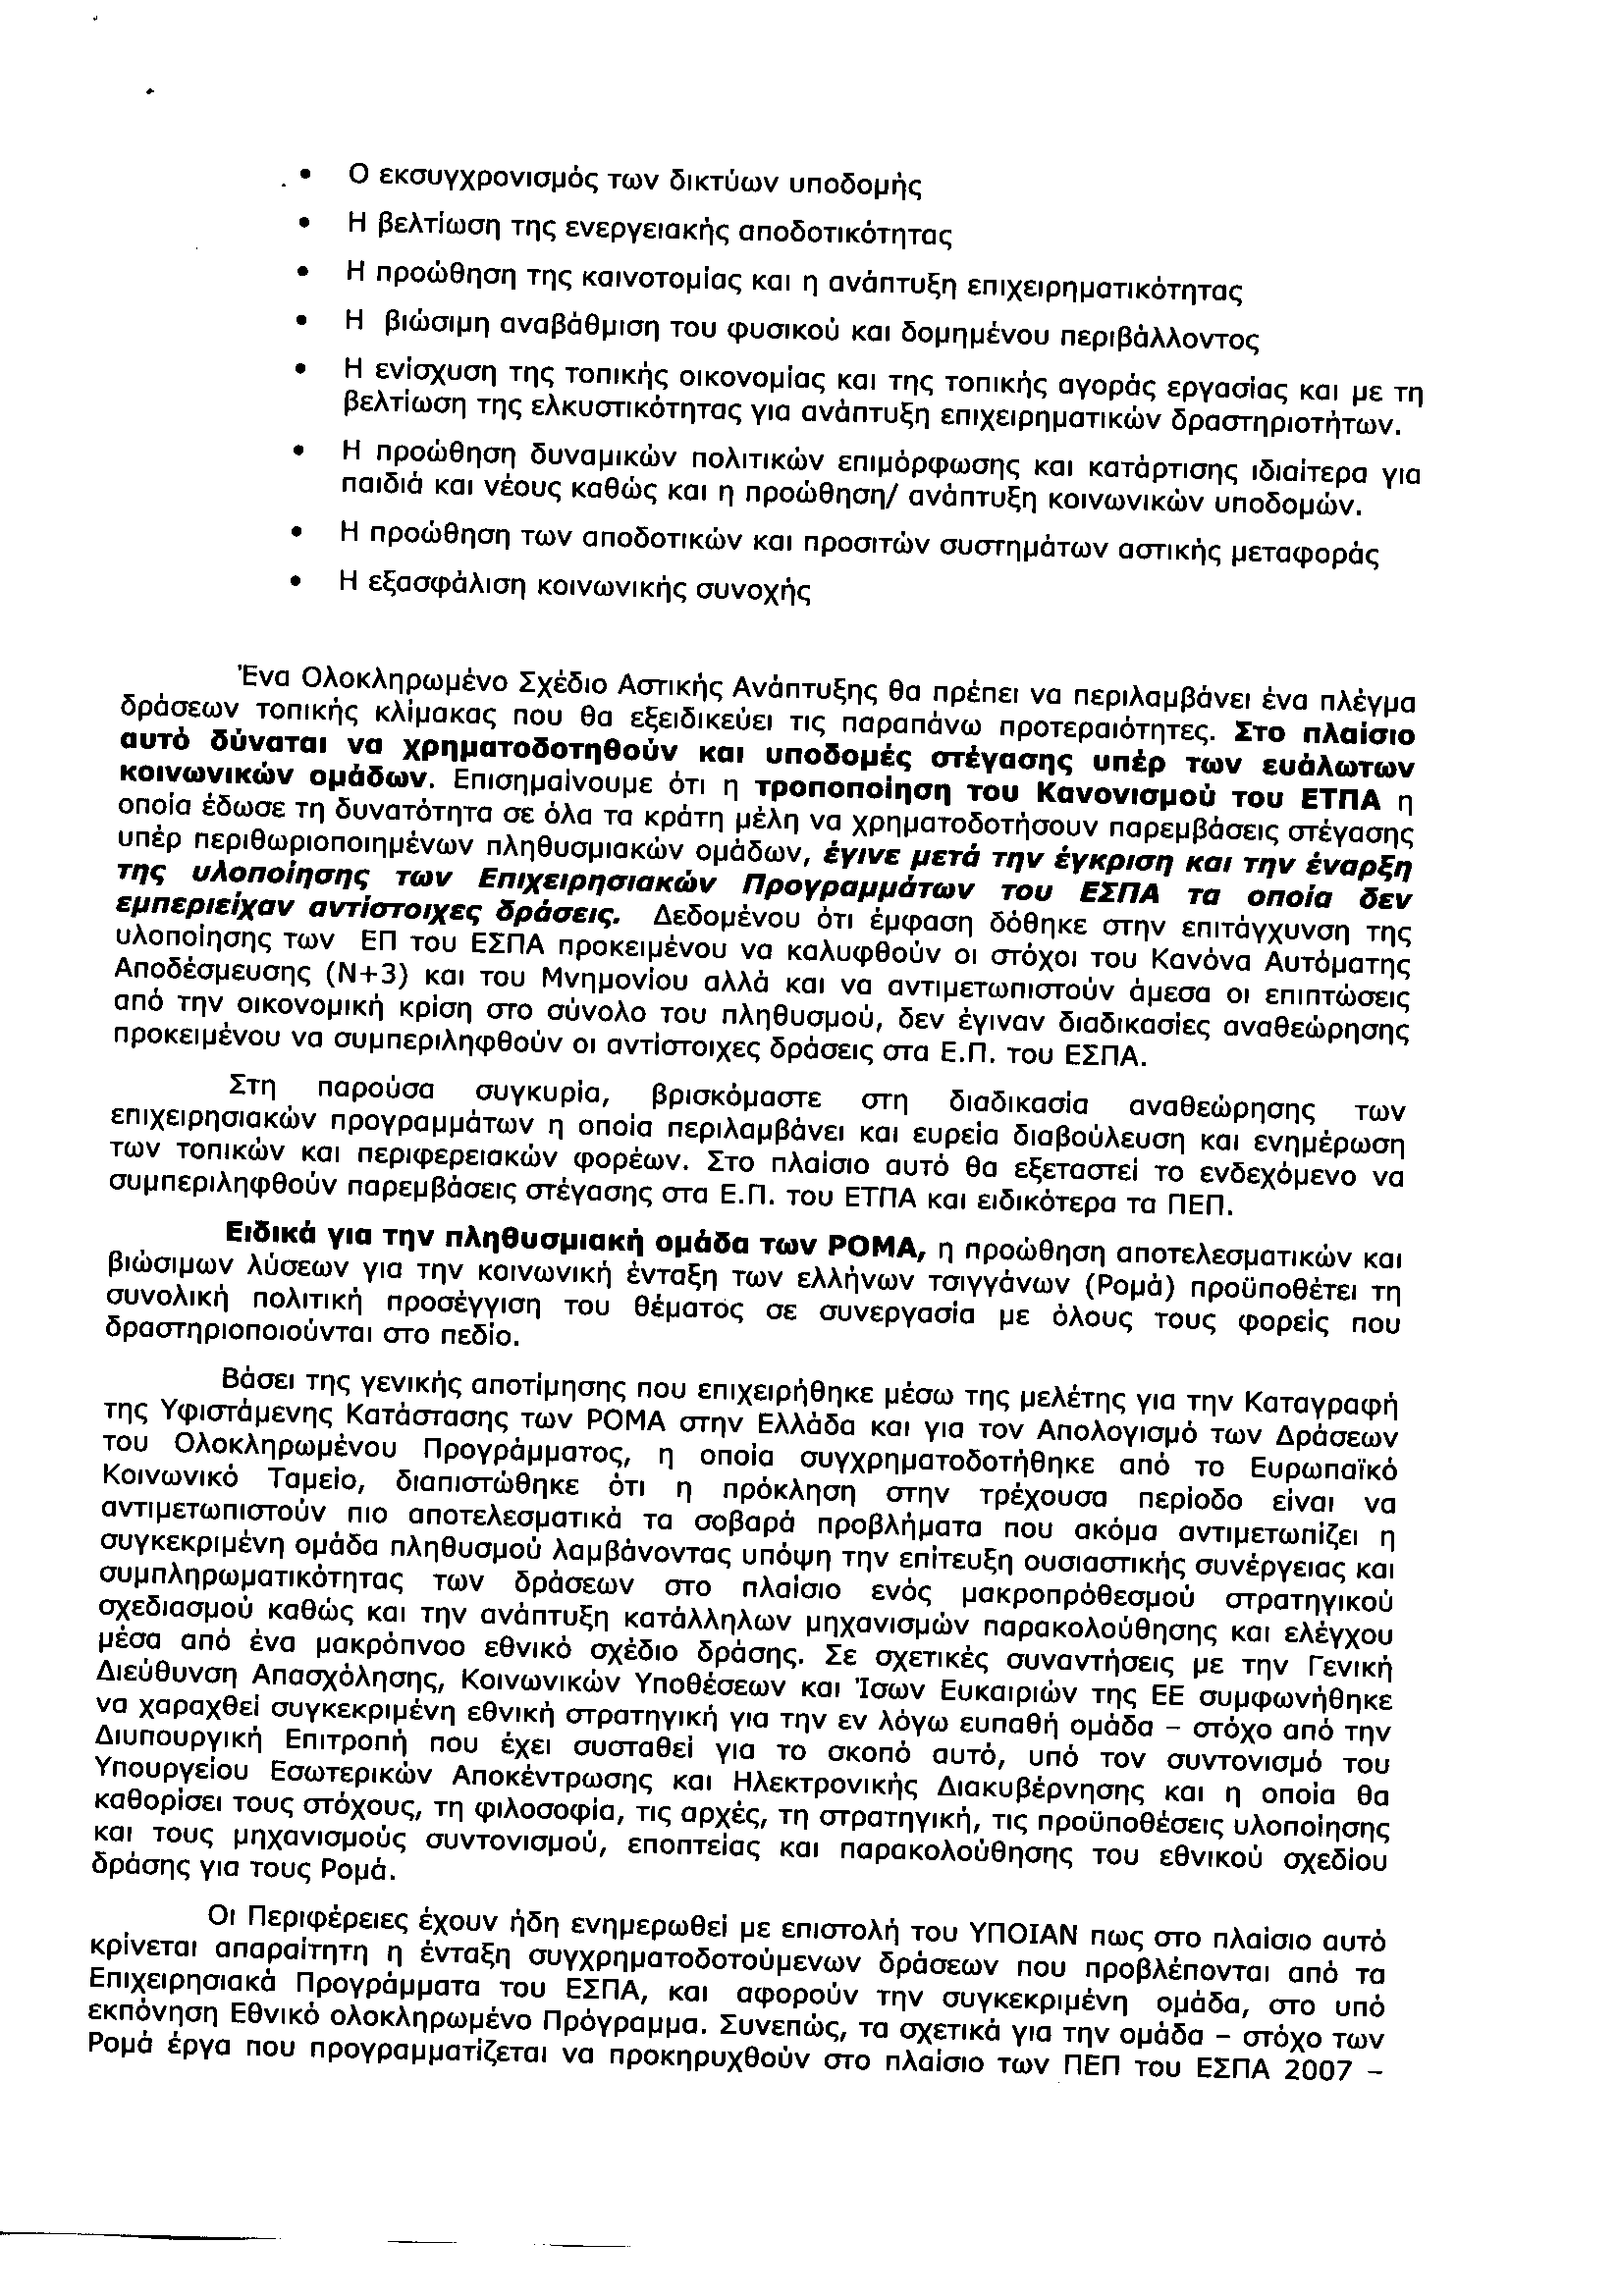 • Ο εκσυγχρονισμός των δικτύων υποδομής
• Η βελτίωση της ενεργειακής αποδοτικότητας
• Η προώθηση της καινοτομίας και η ανάπτυξη επιχειρηματικότητας
• Η βιώσιμη αναβάθμιση του φυσικού και δομημένου περιβάλλοντος
• Η ενίσχυση της τοπικής οικονομίας και της τοπικής αγοράς εργασίας και με τη
βελτίωση της ελκυστικότητας για ανάπτυξη επιχειρηματικών δραστηριοτήτων.
• Η προώθηση δυναμικών πολιτικών επιμόρφωσης και κατάρτισης ιδιαίτερα για
παιδιά και νέους καθώς και η προώθηση/ ανάπτυξη κοινωνικών υποδομών.
• Η προώθηση των αποδοτικών και προσιτών συστημάτων αστικής μεταφοράς
• Η εξασφάλιση κοινωνικής συνοχής
Ένα Ολοκληρωμένο Σχέδιο Αστικής Ανάπτυξης θα πρέπει να περιλαμβάνει ένα πλέγμα
δράσεων τοπικής κλίμακας που θα εξειδικεύει τις παραπάνω προτεραιότητες. Στο πλαίσιο
αυτό δύναται να χρηματοδοτηθούν και υποδομές στέγασης υπέρ των ευάλωτων
κοινωνικών ομάδων. Επισημαίνουμε ότι η τροποποίηση του Κανονισμού του ΕΤΠΑ η
οποία έδωσε τη δυνατότητα σε όλα τα κράτη μέλη να χρηματοδοτήσουν παρεμβάσεις στέγασης
υπέρ περιθωριοποιημένων πληθυσμιακών ομάδων, έγινε μετά την έγκριση και την έναρξη
της υλοποίησης των Επιχειρησιακών Προγραμμάτων του ΕΣΠΑ τα οποία δεν
εμπεριείχαν αντίστοιχες δράσεις. Δεδομένου ότι έμφαση δόθηκε στην επιτάγχυνση της
υλοποίησης των ΕΠ του ΕΣΠΑ προκειμένου να καλυφθούν οι στόχοι του Κανόνα Αυτόματης
Αποδέσμευσης (Ν+3) και του Μνημονίου αλλά και να αντιμετωπιστούν άμεσα οι επιπτώσεις
από την οικονομική κρίση στο σύνολο του πληθυσμού, δεν έγιναν διαδικασίες αναθεώρησης
προκειμένου να συμπεριληφθούν οι αντίστοιχες δράσεις στα Ε.Π. του ΕΣΠΑ.
Στη παρούσα συγκυρία, βρισκόμαστε στη διαδικασία αναθεώρησης των
επιχειρησιακών προγραμμάτων η οποία περιλαμβάνει και ευρεία διαβούλευση και ενημέρωση
των τοπικών και περιφερειακών φορέων. Στο πλαίσιο αυτό θα εξεταστεί το ενδεχόμενο να
συμπεριληφθούν παρεμβάσεις στέγασης στα Ε.Π. του ΕΤΠΑ και ειδικότερα τα ΠΕΠ.
Ειδικά για την πληθυσμιακή ομάδα των ΡΟΜΑ, η προώθηση αποτελεσματικών και
βιώσιμων λύσεων για την κοινωνική ένταξη των ελλήνων τσιγγάνων (Ρομά) προϋποθέτει τη
συνολική πολιτική προσέγγιση του θέματος σε συνεργασία με όλους τους φορείς που
δραστηριοποιούνται στο πεδίο.
Βάσει της γενικής αποτίμησης που επιχειρήθηκε μέσω της μελέτης για την Καταγραφή
της Υφιστάμενης Κατάστασης των ΡΟΜΑ στην Ελλάδα και για τον Απολογισμό των Δράσεων
του Ολοκληρωμένου Προγράμματος, η οποία συγχρηματοδοτήθηκε από το Ευρωπαϊκό
Κοινωνικό Ταμείο, διαπιστώθηκε ότι η πρόκληση στην τρέχουσα περίοδο είναι να
αντιμετωπιστούν πιο αποτελεσματικά τα σοβαρά προβλήματα που ακόμα αντιμετωπίζει η
συγκεκριμένη ομάδα πληθυσμού λαμβάνοντας υπόψη την επίτευξη ουσιαστικής συνέργειας και
συμπληρωματικότητας των δράσεων στο πλαίσιο ενός μακροπρόθεσμού στρατηγικού
σχεδιασμού καθώς και την ανάπτυξη κατάλληλων μηχανισμών παρακολούθησης και ελέγχου
μέσα από ένα μακρόπνοο εθνικό σχέδιο δράσης. Σε σχετικές συναντήσεις με την Γενική
Διεύθυνση Απασχόλησης, Κοινωνικών Υποθέσεων και Ίσων Ευκαιριών της ΕΕ συμφωνήθηκε
να χαραχθεί συγκεκριμένη εθνική στρατηγική για την εν λόγω ευπαθή ομάδα – στόχο από την
Διυπουργική Επιτροπή που έχει συσταθεί για το σκοπό αυτό, υπό τον συντονισμό του
Υπουργείου Εσωτερικών Αποκέντρωσης και Ηλεκτρονικής Διακυβέρνησης και η οποία θα
καθορίσει τους στόχους, τη φιλοσοφία, τις αρχές, τη στρατηγική, τις προϋποθέσεις υλοποίησης
και τους μηχανισμούς συντονισμού, εποπτείας και παρακολούθησης του εθνικού σχεδίου
δράσης για τους Ρομά.
Οι Περιφέρειες έχουν ήδη ενημερωθεί με επιστολή του ΥΠΟΙΑΝ πως στο πλαίσιο αυτό
κρίνεται απαραίτητη η ένταξη συγχρηματοδοτούμενων δράσεων που προβλέπονται από τα
Επιχειρησιακά Προγράμματα του ΕΣΠΑ, και αφορούν την συγκεκριμένη ομάδα, στο υπό
εκπόνηση Εθνικό ολοκληρωμένο Πρόγραμμα. Συνεπώς, τα σχετικά για την ομάδα – στόχο των
Ρομά έργα που προγραμματίζεται να προκηρυχθούν στο πλαίσιο των ΠΕΠ του ΕΣΠΑ 2007 –